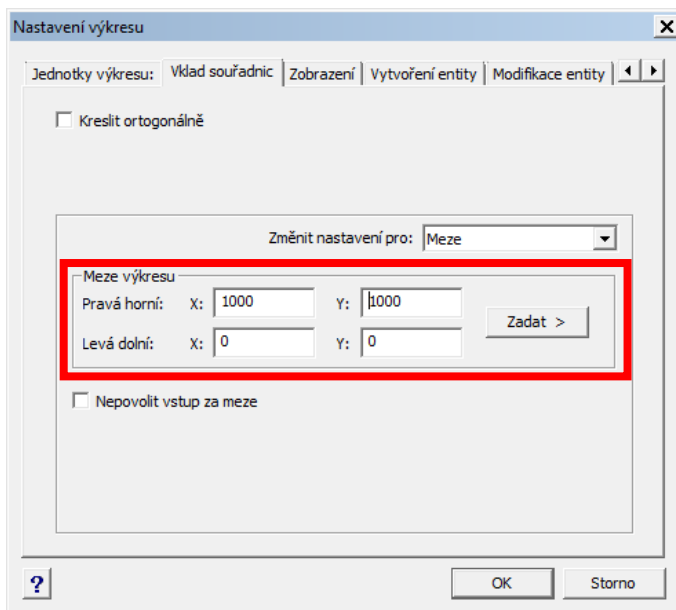 Nastavení výkresu
Jednotky výkresu: Vklad souřadnic Zobrazení Vytvoření entity Modifikace entity
Kreslit ortogonálně
Změnit nastavení pro: Meze
Meze výkresu
Pravá horní: X: 1000 Y: 1000
Zadat >
Levá dolní: X: 0 Y: 0
Nepovolit vstup za meze
? OK Storno